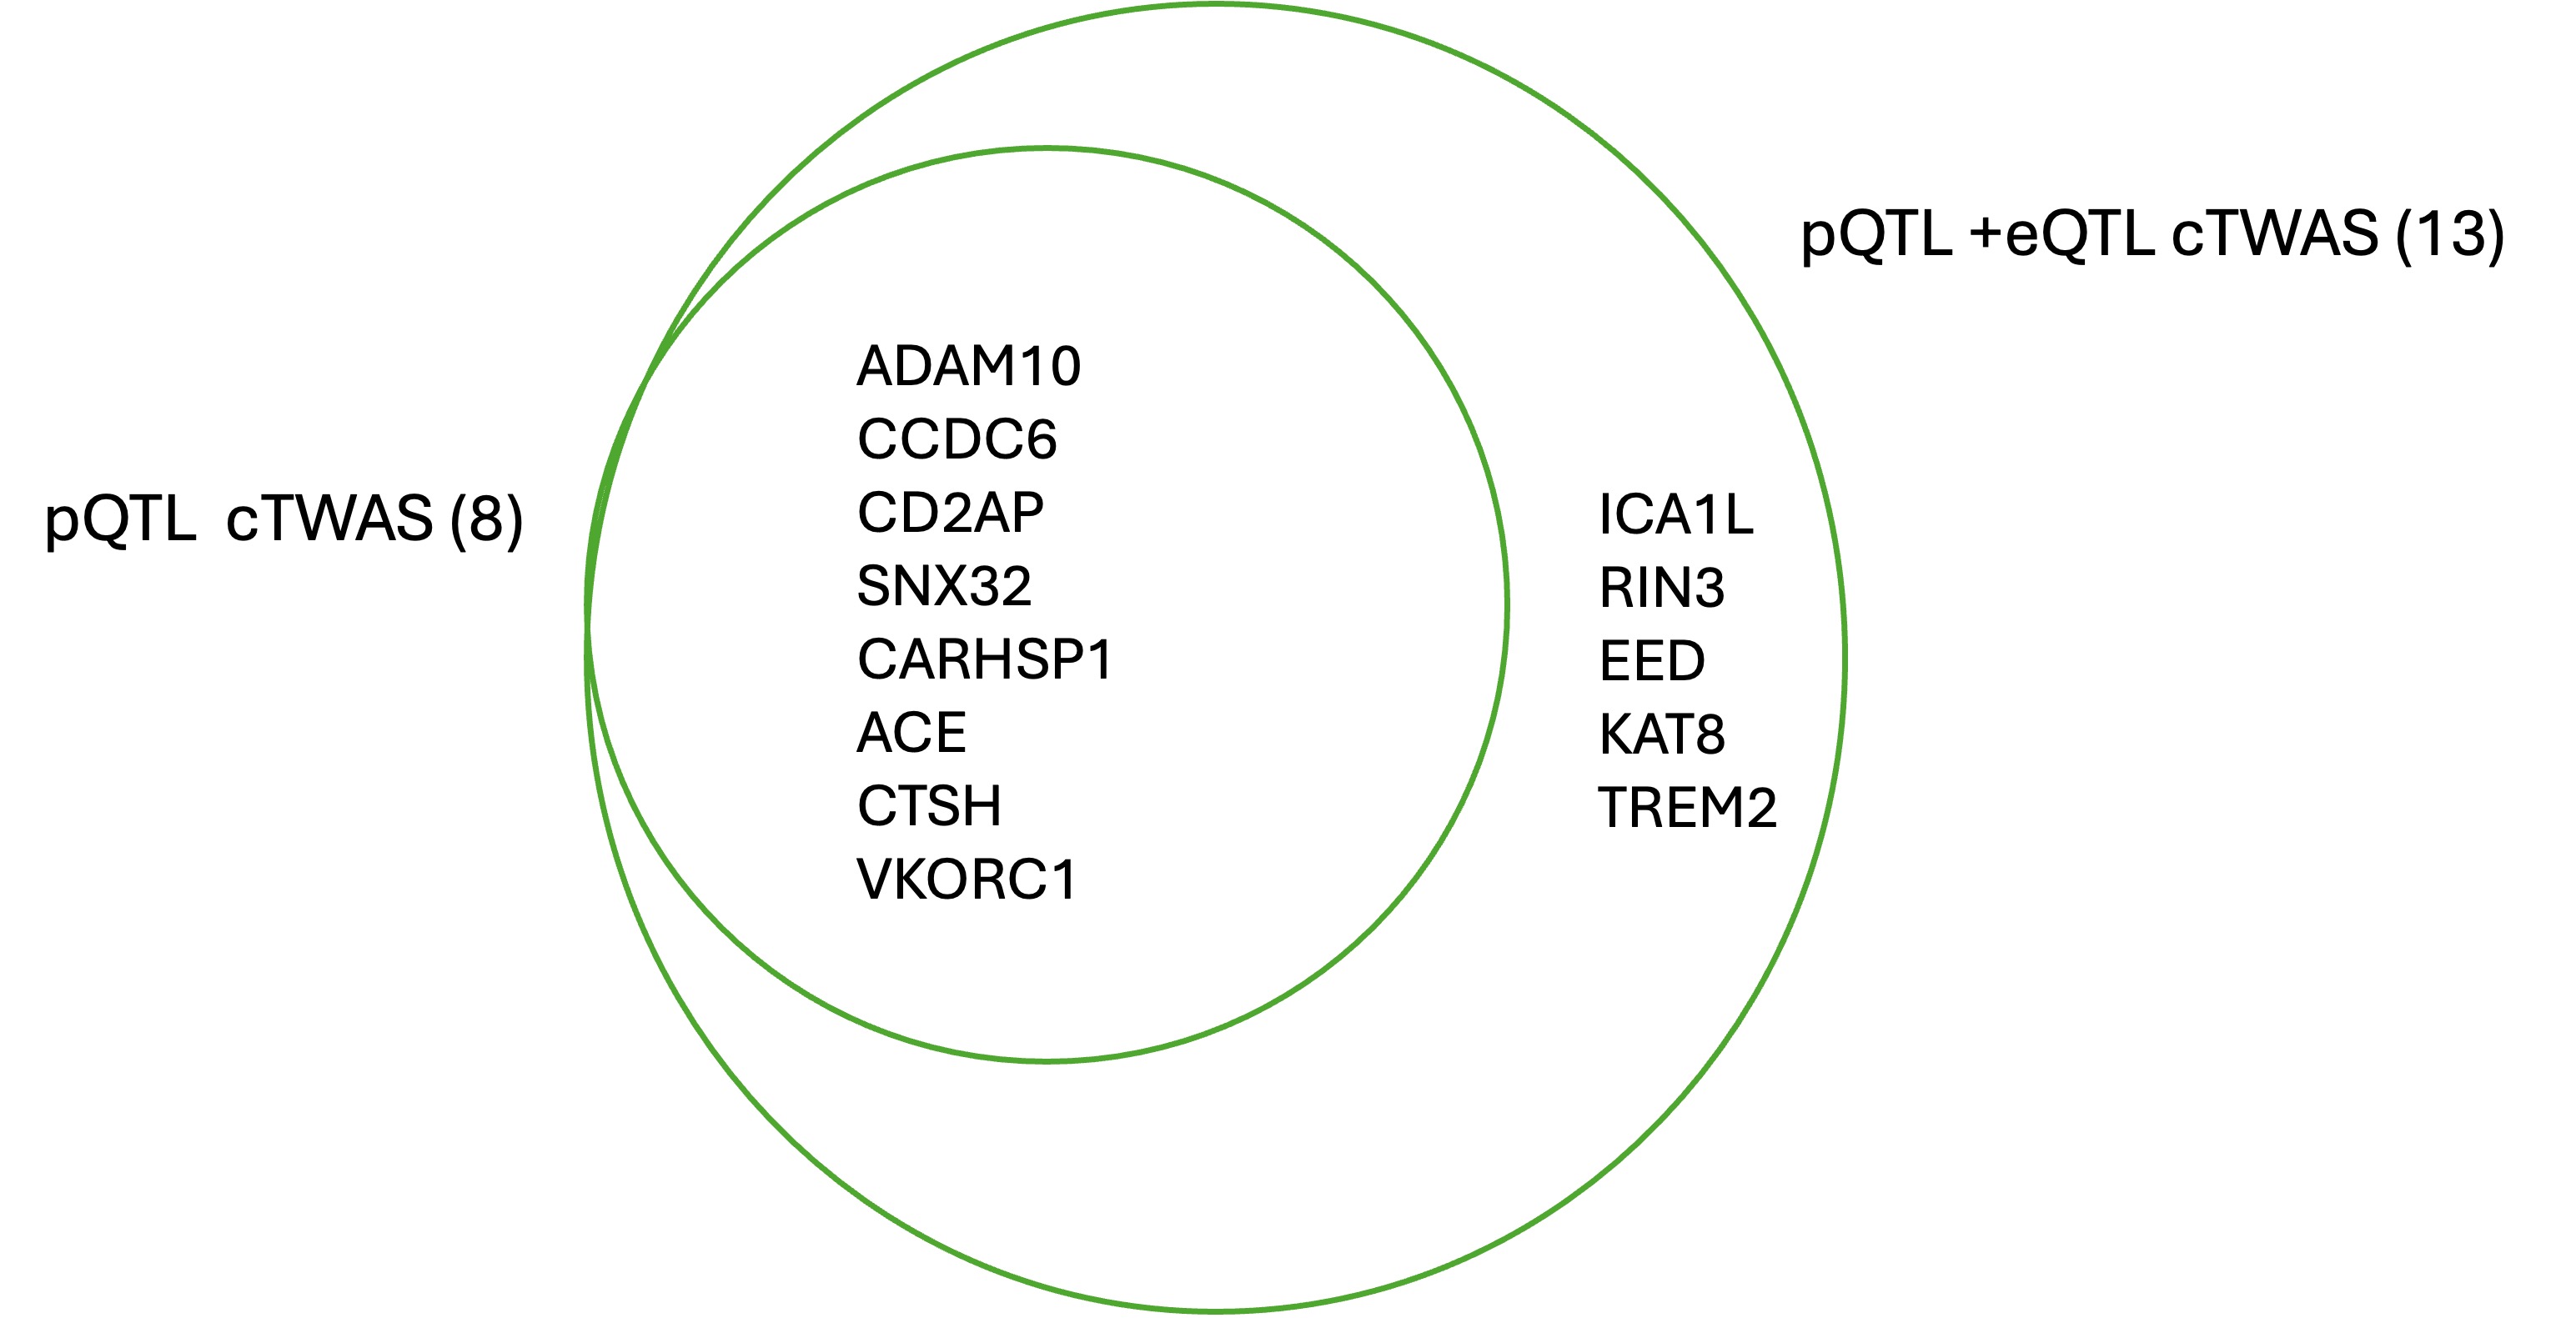 pQTL +eQTL cTWAS (13)
pQTL  cTWAS (8)
ADAM10
CCDC6
CD2AP
SNX32
CARHSP1
ACE
CTSH
VKORC1
ICA1L
RIN3
EED
KAT8
TREM2